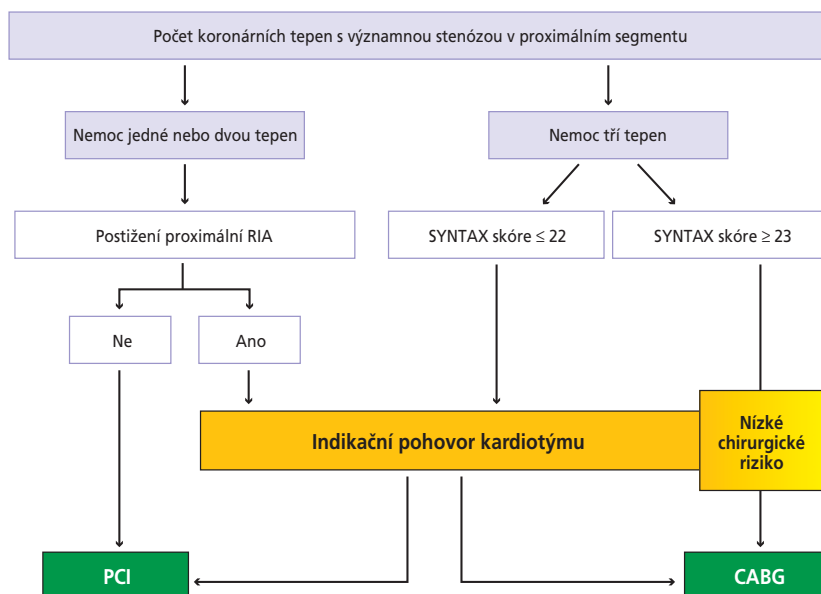 Počet koronárních tepen s významnou stenózou v proximálním segmentu
Nemoc jedné nebo dvou tepen
Nemoc tří tepen
Postižení proximální RIA
SYNTAX skóre ≤ 22
SYNTAX skóre ≥ 23
Ne
Ano
Indikační pohovor kardiotýmu
Nízké
chirurgické
riziko
PCI
CABG